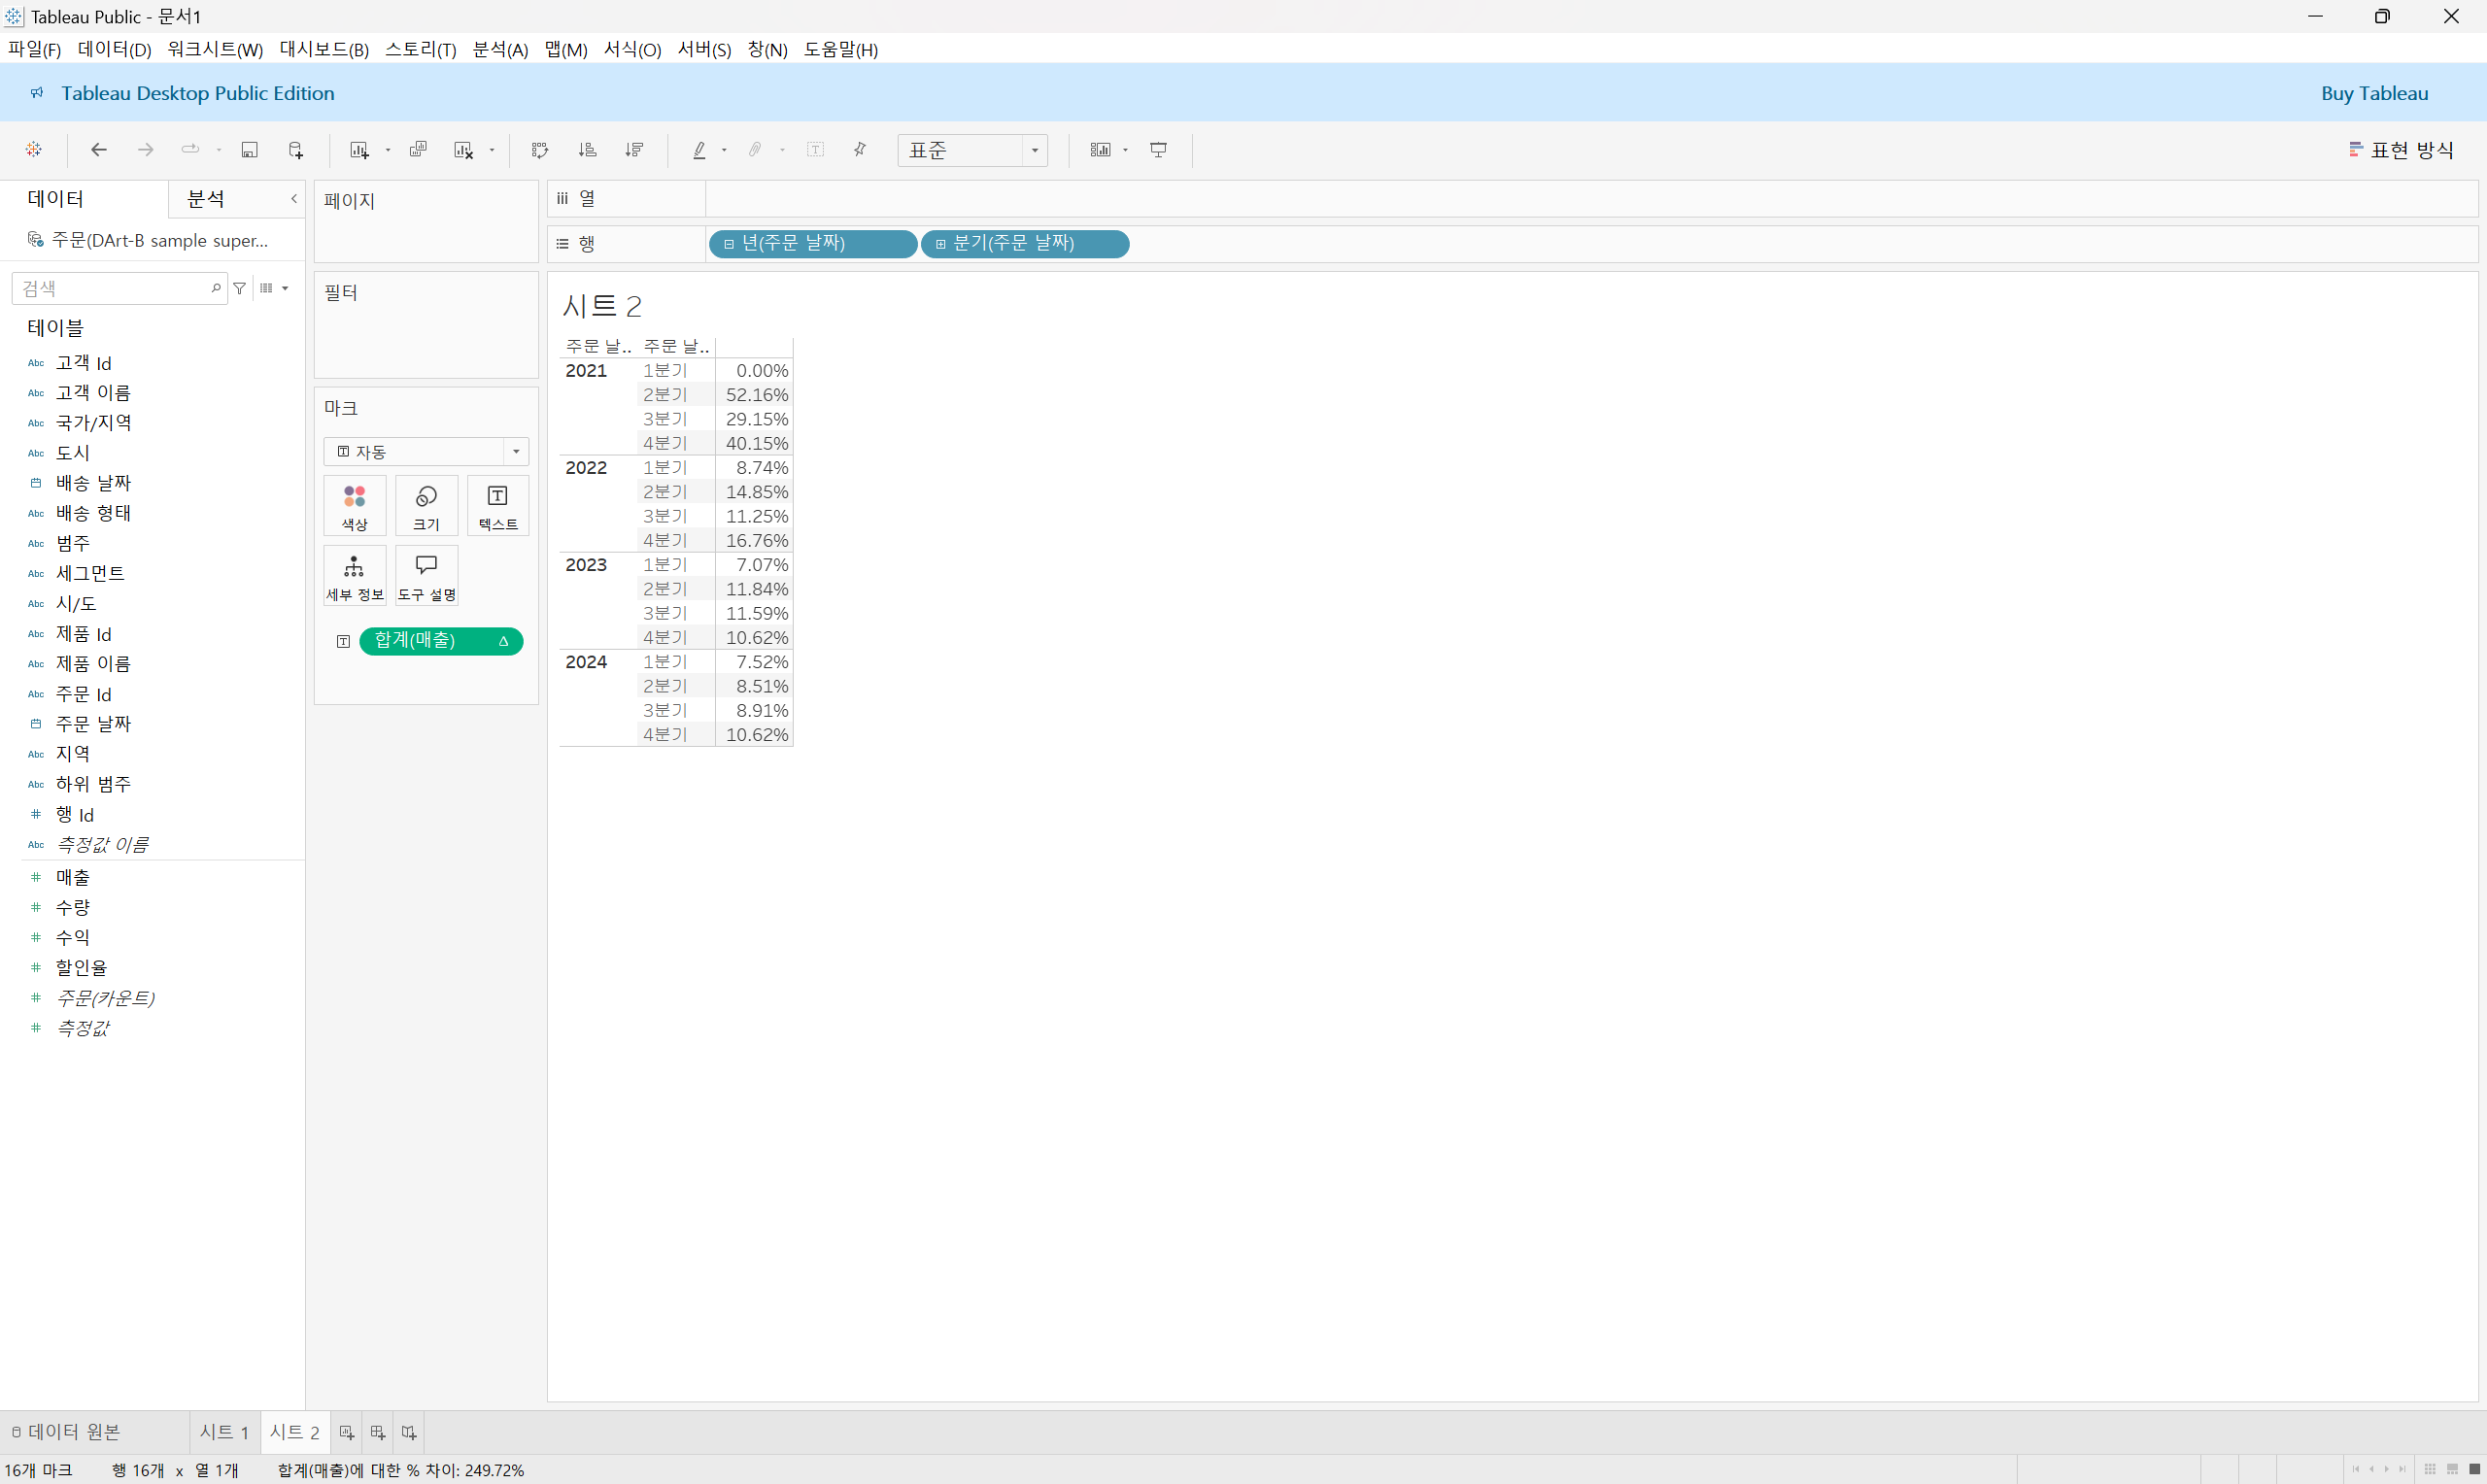 Tableau Public - 문서1
파일(F) 데이터(D) 워크시트(W) 대시보드(B) 스토리(T) 분석(A) 맵(M) 서식(O) 서버(S) 창(N) 도움말(H)
Tableau Desktop Public Edition
Buy Tableau
표준
표현 방식
데이터
분석
주문(DArt-B sample super...
검색
테이블
Abc 고객 Id
Abc 고객 이름
Abc 국가/지역
Abc 도시
배송 날짜
Abc 배송 형태
Abc 범주
Abc 세그먼트
Abc 시/도
Abc 제품 Id
Abc 제품 이름
Abc 주문 Id
주문 날짜
Abc 지역
Abc 하위 범주
# 행 Id
Abc 측정값 이름
# 매출
# 수량
# 수익
# 할인율
# 주문(카운트)
# 측정값
페이지
필터
마크
자동
색상 크기 텍스트
세부 정보 도구 설명
합계(매출) Δ
열
행 년(주문 날짜) 분기(주문 날짜)
시트 2
주문 날.. 주문 날..
2021 1분기 0.00%
2분기 52.16%
3분기 29.15%
4분기 40.15%
2022 1분기 8.74%
2분기 14.85%
3분기 11.25%
4분기 16.76%
2023 1분기 7.07%
2분기 11.84%
3분기 11.59%
4분기 10.62%
2024 1분기 7.52%
2분기 8.51%
3분기 8.91%
4분기 10.62%
데이터 원본 시트 1 시트 2
16개 마크 행 16개 x 열 1개 합계(매출)에 대한 % 차이: 249.72%